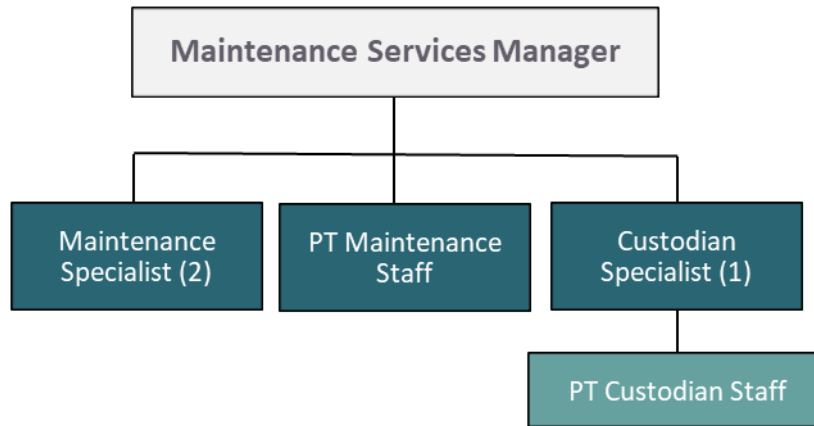 Maintenance Services Manager
Maintenance
Specialist (2)
PT Maintenance
Staff
Custodian
Specialist (1)
PT Custodian Staff